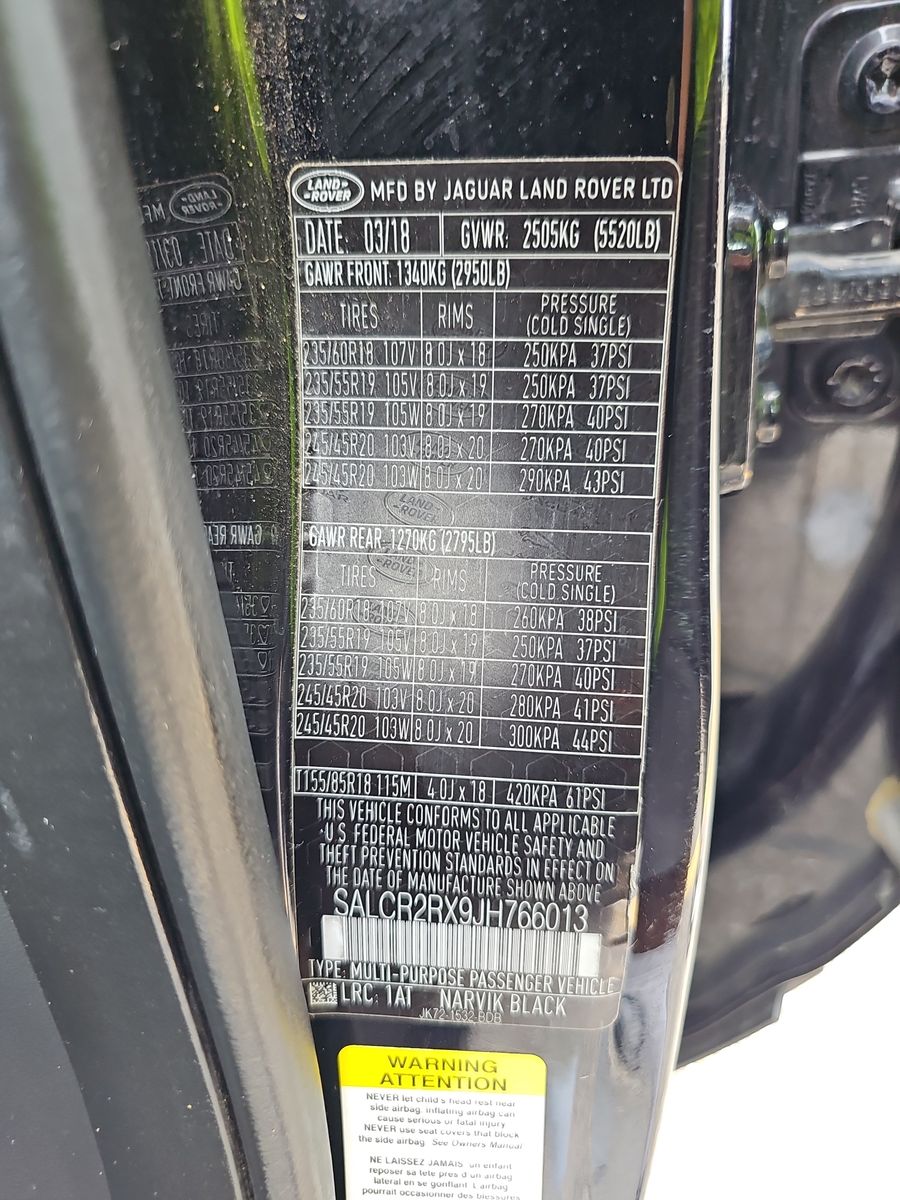 LAND ROVER MFD BY JAGUAR LAND ROVER LTD
DATE: 03/18 GVWR: 2505KG (5520LB)
GAWR FRONT: 1340KG (2950LB)
TIRES RIMS PRESSURE (COLD SINGLE)
235/60R18 107V 8.0J x 18 250KPA 37PSI
235/55R19 105V 8.0J x 19 250KPA 37PSI
235/55R19 105W 8.0J x 19 270KPA 40PSI
245/45R20 103V 8.0J x 20 270KPA 40PSI
245/45R20 103W 8.0J x 20 290KPA 43PSI
GAWR REAR 1270KG (2795LB)
TIRES RIMS PRESSURE (COLD SINGLE)
235/60R18 107V 8.0J x 18 260KPA 38PSI
235/55R19 105V 8.0J x 19 250KPA 37PSI
235/55R19 105W 8.0J x 19 270KPA 40PSI
245/45R20 103V 8.0J x 20 280KPA 41PSI
245/45R20 103W 8.0J x 20 300KPA 44PSI
T155/85R18 115M 4.0J x 18 420KPA 61PSI
THIS VEHICLE CONFORMS TO ALL APPLICABLE
U.S. FEDERAL MOTOR VEHICLE SAFETY AND
THEFT PREVENTION STANDARDS IN EFFECT ON
THE DATE OF MANUFACTURE SHOWN ABOVE
SALCR2RX9JH766013
TYPE: MULTI-PURPOSE PASSENGER VEHICLE
LRC: 1AT NARVIK BLACK
JK72-1532-BDB
WARNING
ATTENTION
NEVER let child's head rest near
side airbag, inflating airbag can
cause serious or fatal injury
NEVER use seat covers that block
the side airbag. See Owners Manual
NE LAISSEZ JAMAIS un enfant
reposer sa tete pres d'un airbag
lateral en se gonflant. L'airbag
pourrait occasionner des blessures